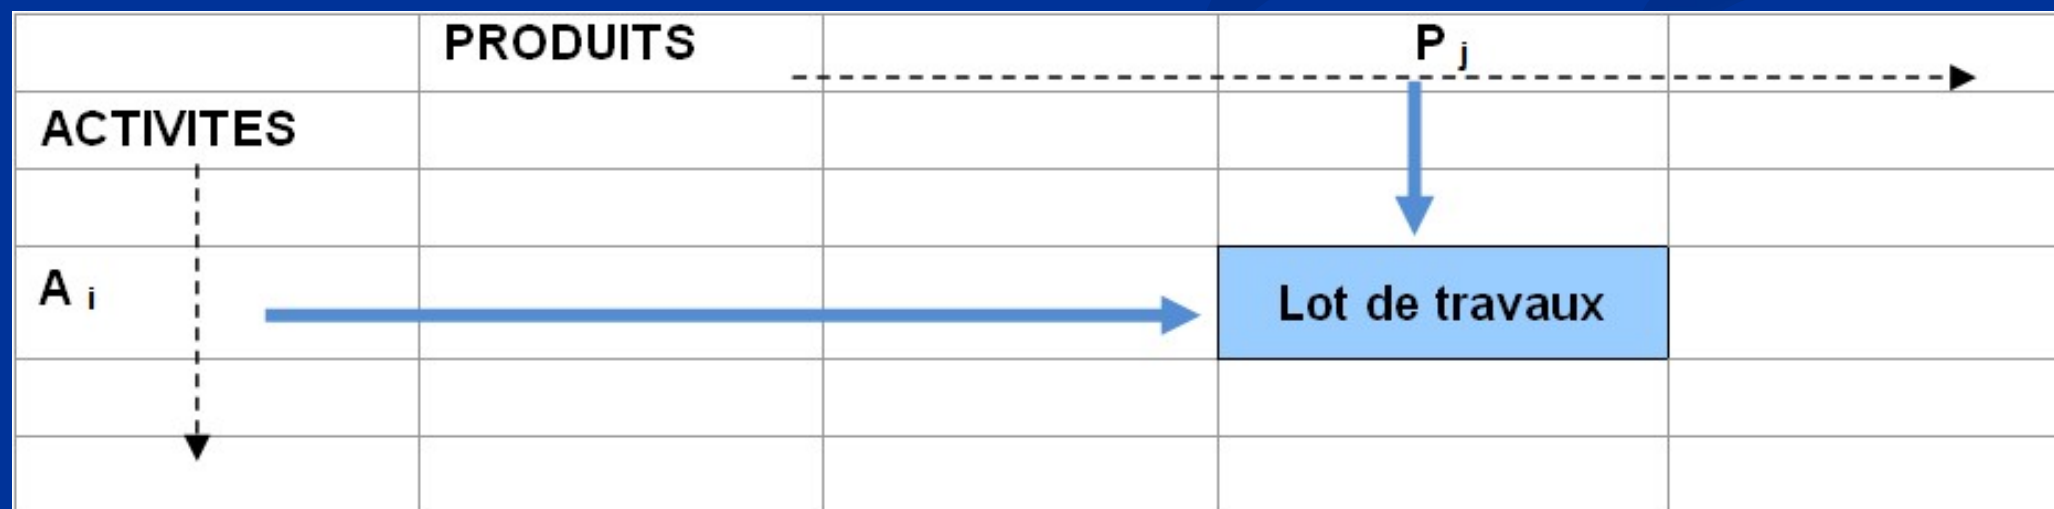 PRODUITS
P j
ACTIVITES
A i
Lot de travaux